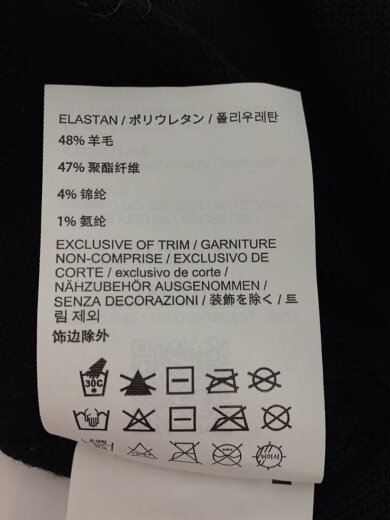 ELASTAN / ポリウレタン / 폴리우레탄
48% 羊毛
47% 聚酯纤维
4% 锦纶
1% 氨纶
EXCLUSIVE OF TRIM / GARNITURE
NON-COMPRISE / EXCLUSIVO DE
CORTE / exclusivo de corte /
NÄHZUBEHÖR AUSGENOMMEN /
SENZA DECORAZIONI / 装飾を除く / 트
림 제외
饰边除外
30C